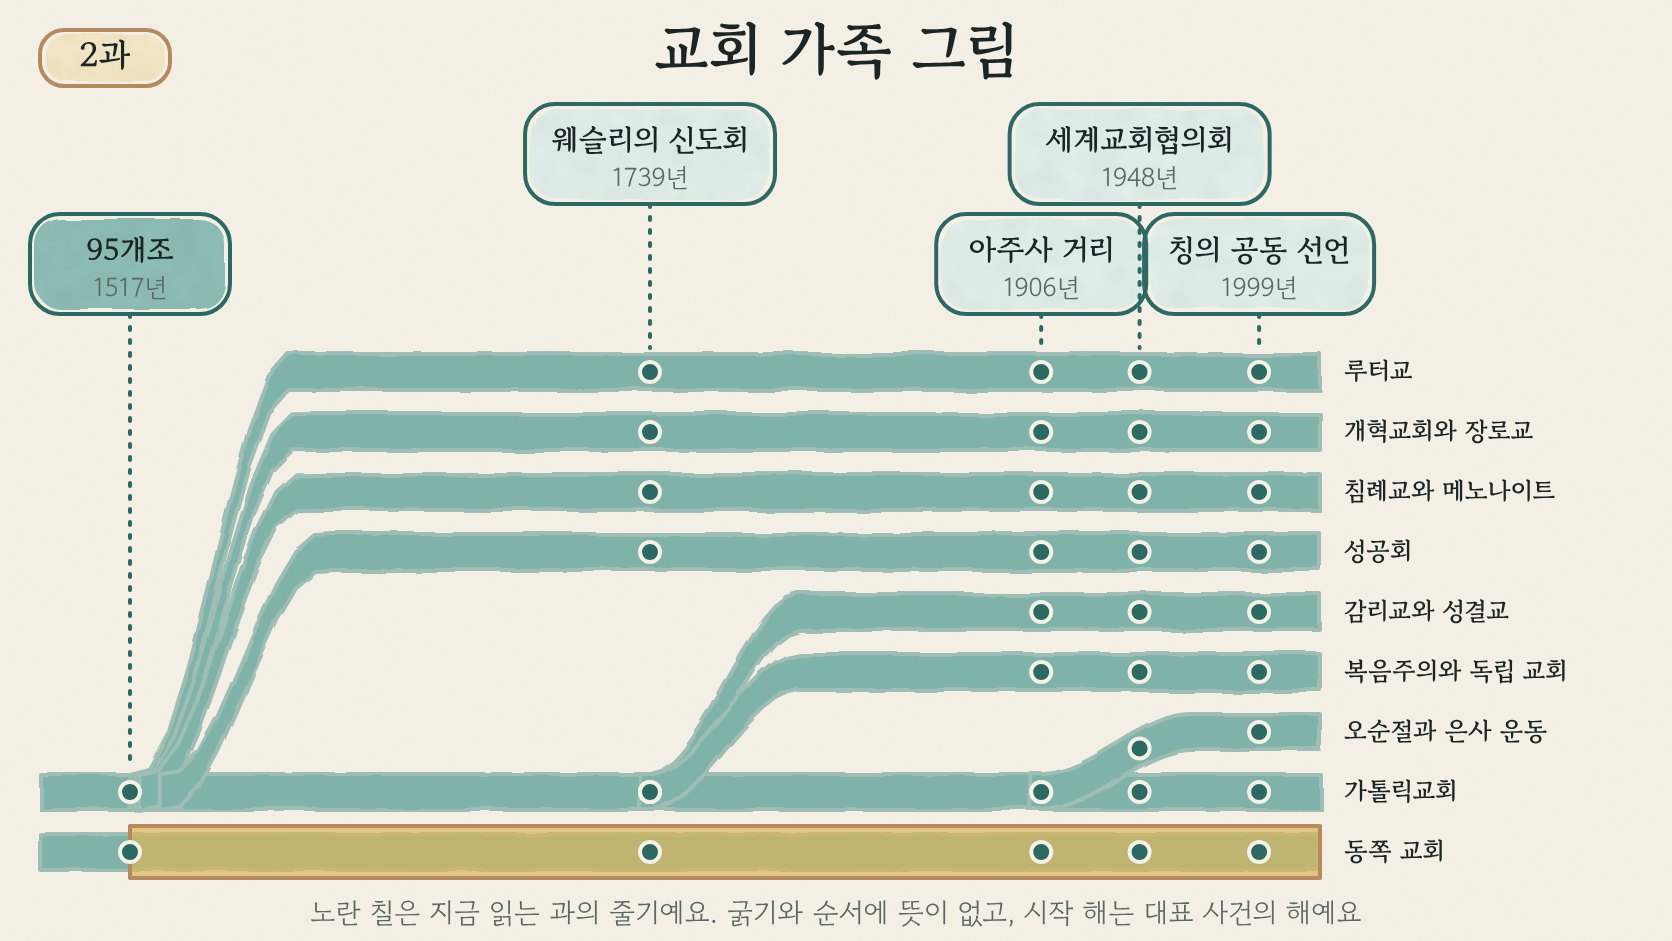 2과
교회 가족 그림
웨슬리의 신도회
1739년
세계교회협의회
1948년
95개조
1517년
아주사 거리
1906년
칭의 공동 선언
1999년
루터교
개혁교회와 장로교
침례교와 메노나이트
성공회
감리교와 성결교
복음주의와 독립 교회
오순절과 은사 운동
가톨릭교회
동쪽 교회
노란 칠은 지금 읽는 과의 줄기예요. 굵기와 순서에 뜻이 없고, 시작 해는 대표 사건의 해예요